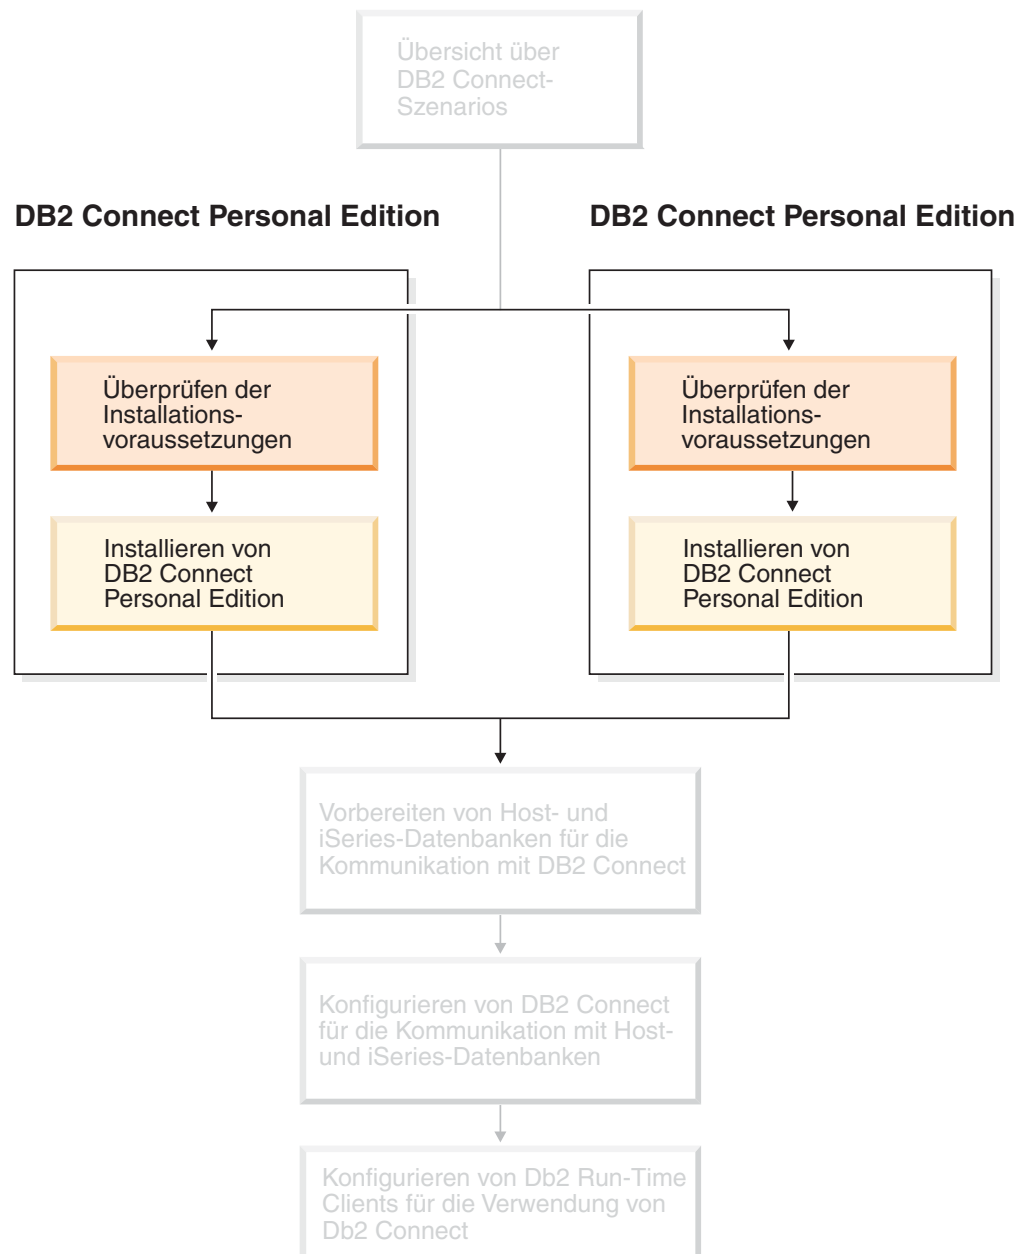 Übersicht über
DB2 Connect-
Szenarios
DB2 Connect Personal Edition
DB2 Connect Personal Edition
Überprüfen der
Installations-
voraussetzungen
Installieren von
DB2 Connect
Personal Edition
Überprüfen der
Installations-
voraussetzungen
Installieren von
DB2 Connect
Personal Edition
Vorbereiten von Host- und
iSeries-Datenbanken für die
Kommunikation mit DB2 Connect
Konfigurieren von DB2 Connect
für die Kommunikation mit Host-
und iSeries-Datenbanken
Konfigurieren von Db2 Run-Time
Clients für die Verwendung von
Db2 Connect